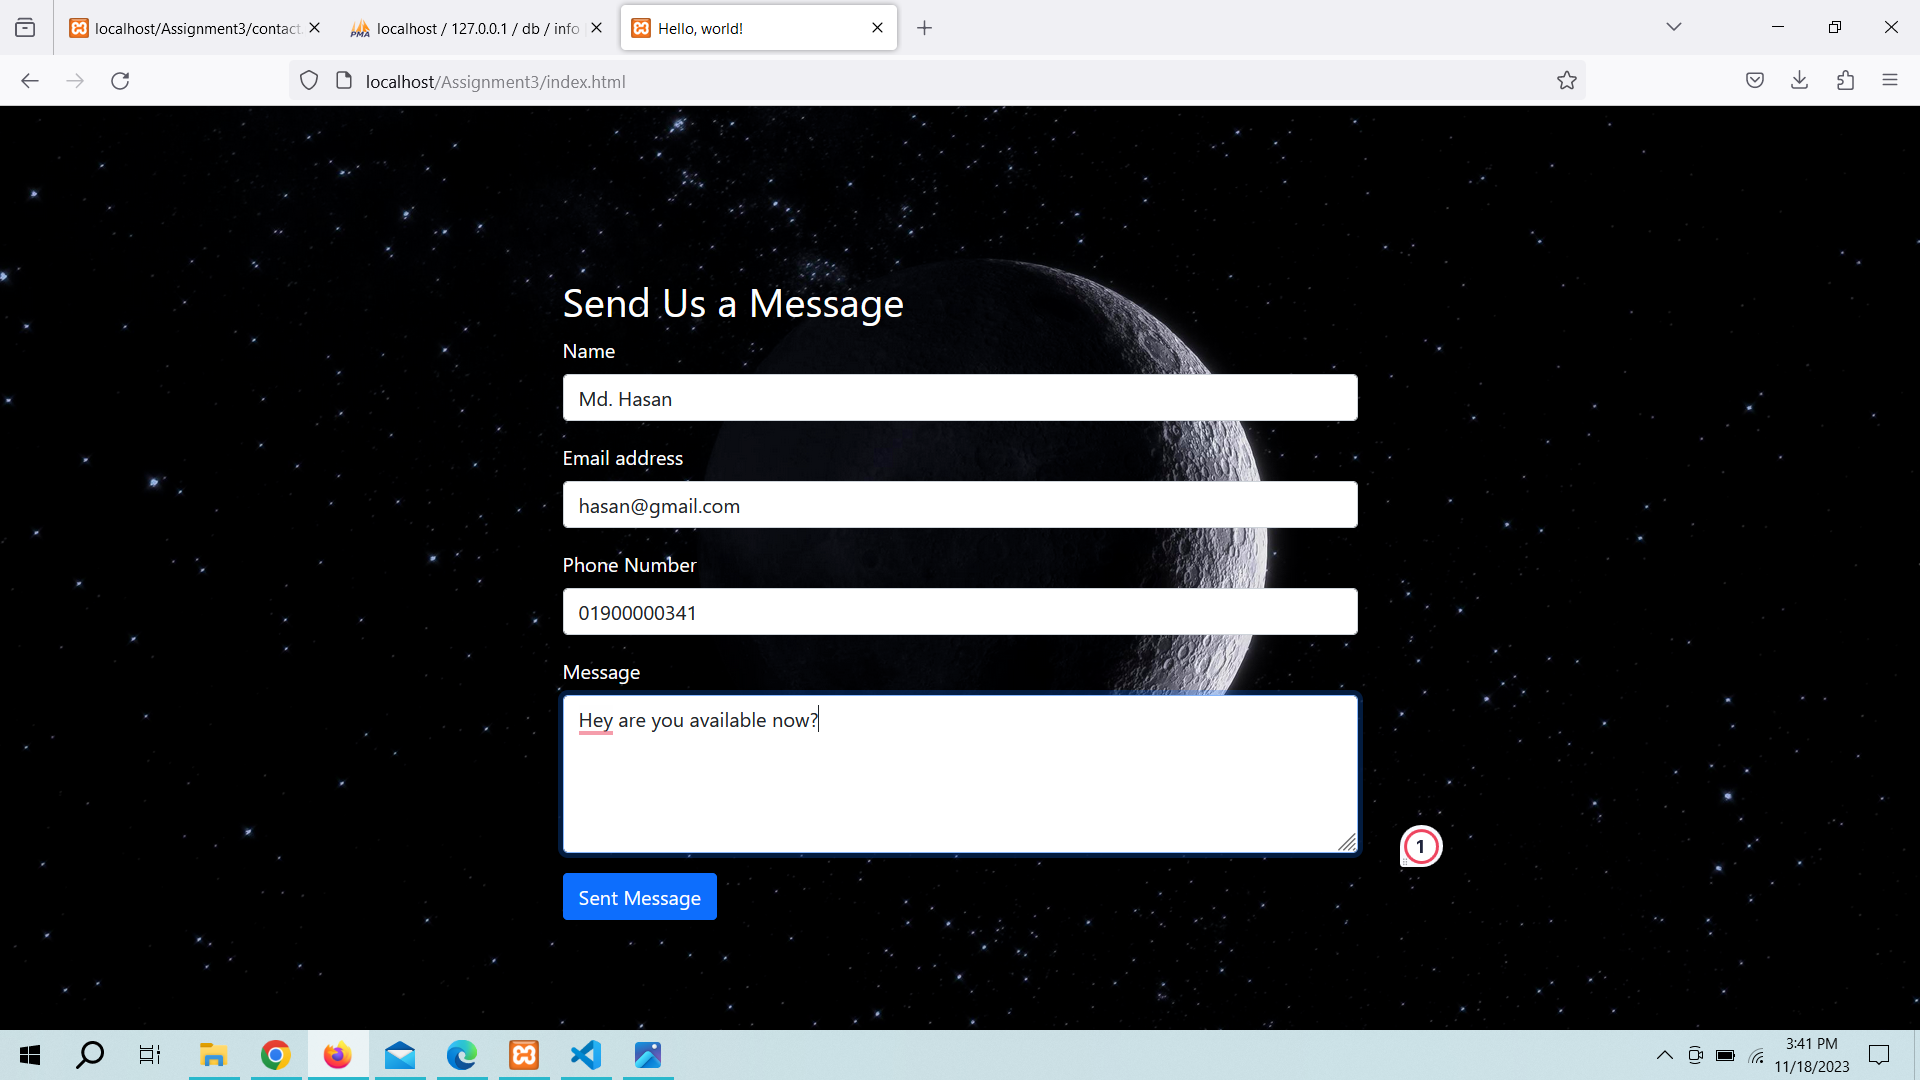 localhost/Assignment3/contact.
localhost / 127.0.0.1 / db / info
Hello, world!
localhost/Assignment3/index.html
Send Us a Message
Name
Md. Hasan
Email address
hasan@gmail.com
Phone Number
01900000341
Message
Hey are you available now?
1
Sent Message
3:41 PM
11/18/2023